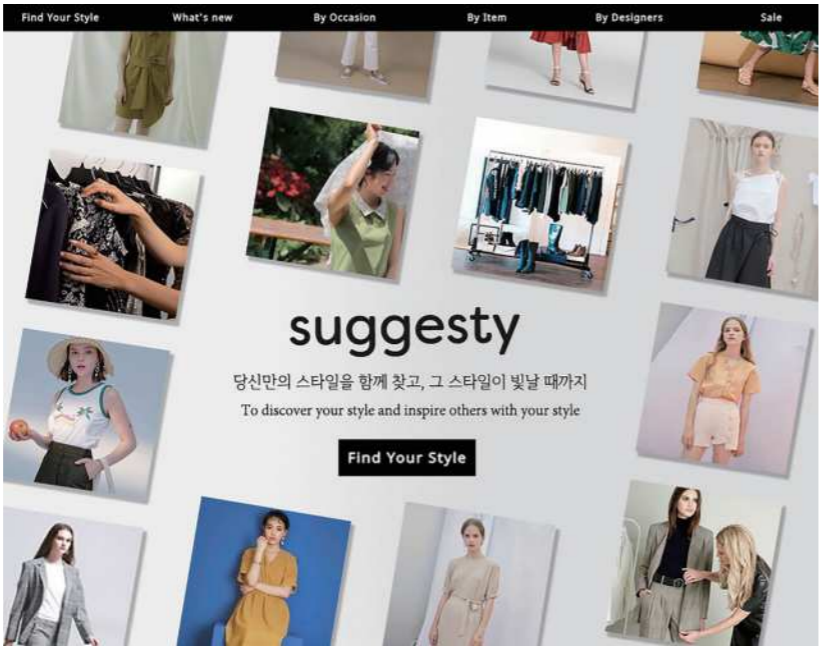 Find Your Style What's new By Occasion By Item By Designers Sale
suggesty
당신만의 스타일을 함께 찾고, 그 스타일이 빛날 때까지
To discover your style and inspire others with your style
Find Your Style